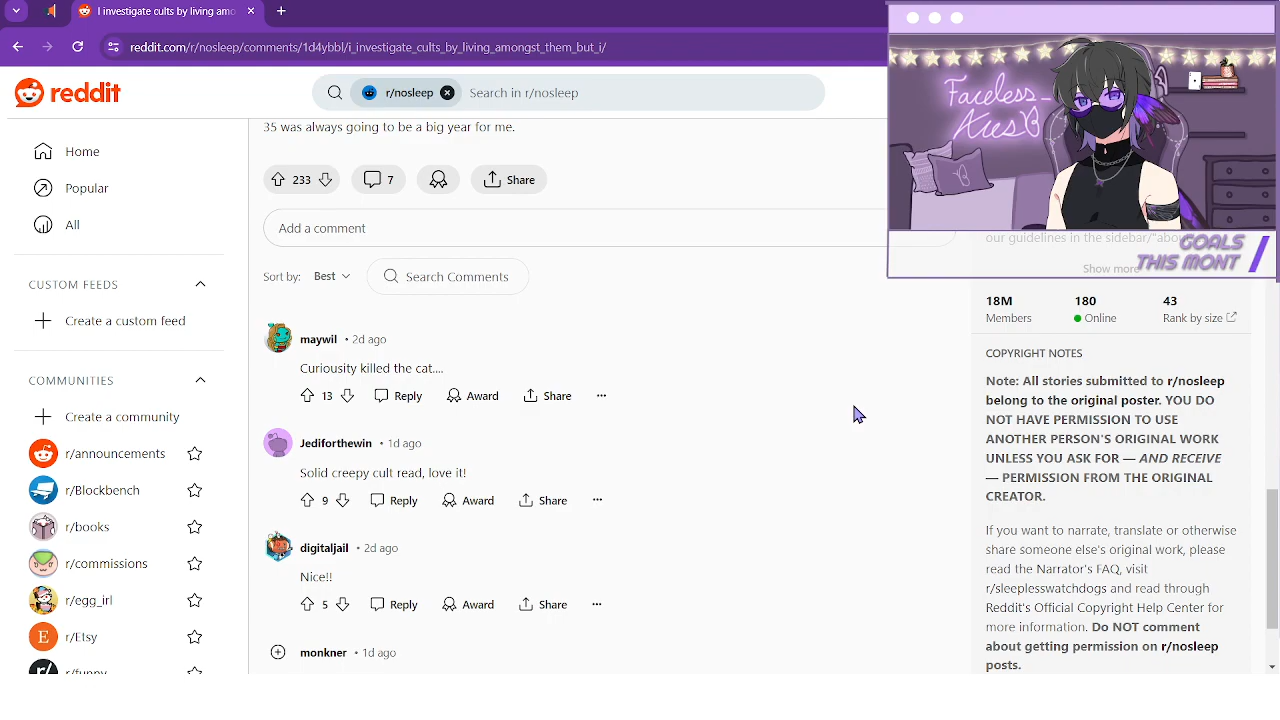 I investigate cults by living amo
reddit.com/r/nosleep/comments/1d4ybbl/i_investigate_cults_by_living_amongst_them_but_i/
reddit
r/nosleep
Search in r/nosleep
Home
Popular
All
CUSTOM FEEDS
Create a custom feed
COMMUNITIES
Create a community
r/announcements
r/Blockbench
r/books
r/commissions
r/egg_irl
r/Etsy
r/funny
35 was always going to be a big year for me.
233
7
Share
Add a comment
Sort by: Best
Search Comments
maywil • 2d ago
Curiousity killed the cat....
13 Reply Award Share
Jediforthewin • 1d ago
Solid creepy cult read, love it!
9 Reply Award Share
digitaljail • 2d ago
Nice!!
5 Reply Award Share
monkner • 1d ago
Faceless_
AcesB
GOALS
THIS MONT
our guidelines in the sidebar/"abou
Show more
18M 180 43
Members Online Rank by size
COPYRIGHT NOTES
Note: All stories submitted to r/nosleep
belong to the original poster. YOU DO
NOT HAVE PERMISSION TO USE
ANOTHER PERSON'S ORIGINAL WORK
UNLESS YOU ASK FOR — AND RECEIVE
— PERMISSION FROM THE ORIGINAL
CREATOR.
If you want to narrate, translate or otherwise
share someone else's original work, please
read the Narrator's FAQ, visit
r/sleeplesswatchdogs and read through
Reddit's Official Copyright Help Center for
more information. Do NOT comment
about getting permission on r/nosleep
posts.